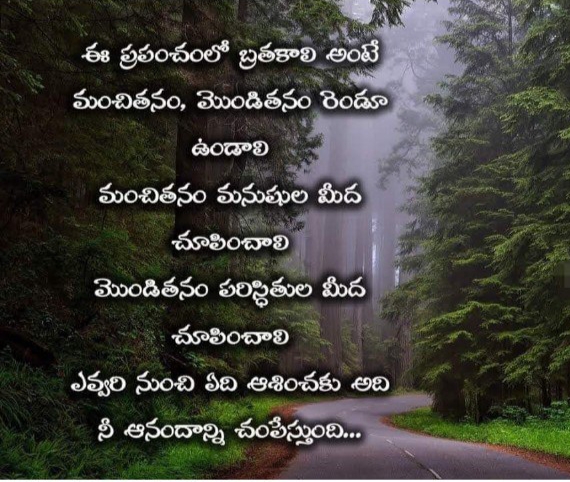 ఈ ప్రపంచంలో బ్రతకాలి అంటే
మంచితనం, మొండితనం రెండూ
ఉండాలి
మంచితనం మనుషుల మీద
చూపించాలి
మొండితనం పరిస్ధితుల మీద
చూపించాలి
ఎవ్వరి నుంచి ఏది ఆశించకు అది
నీ ఆనందాన్ని చంపేస్తుంది...